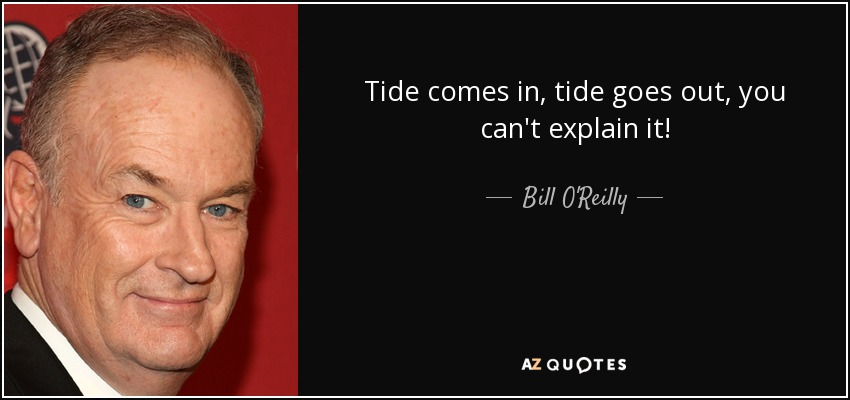 Tide comes in, tide goes out, you
can't explain it!
Bill O'Reilly
AZ QUOTES